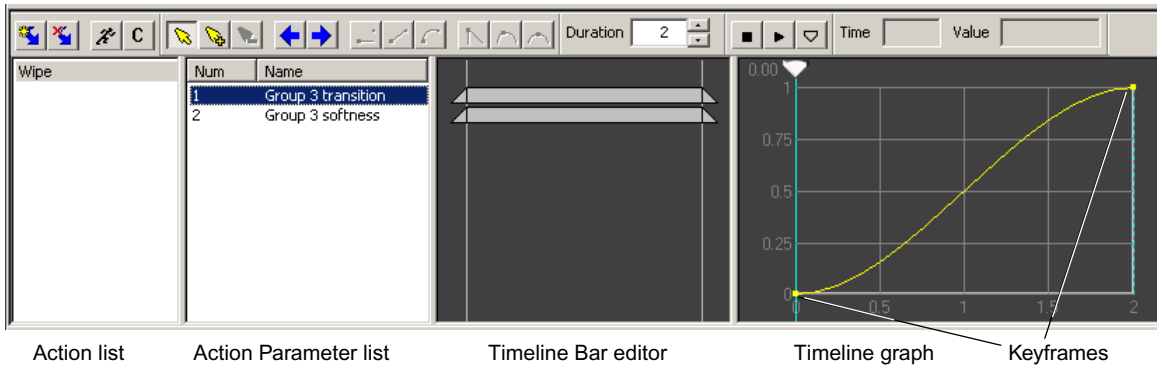 C Duration 2 Time Value
Wipe Num Name
1 Group 3 transition
2 Group 3 softness
0.00
1
0.75
0.5
0.25
0
0 0.5 1 1.5 2
Action list Action Parameter list Timeline Bar editor Timeline graph Keyframes